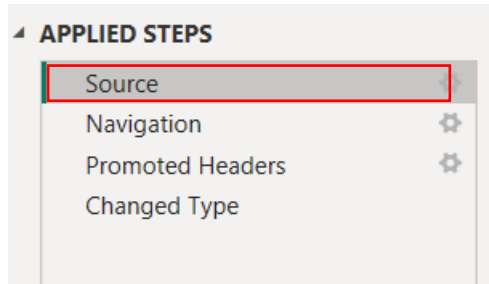 APPLIED STEPS
Source
Navigation
Promoted Headers
Changed Type